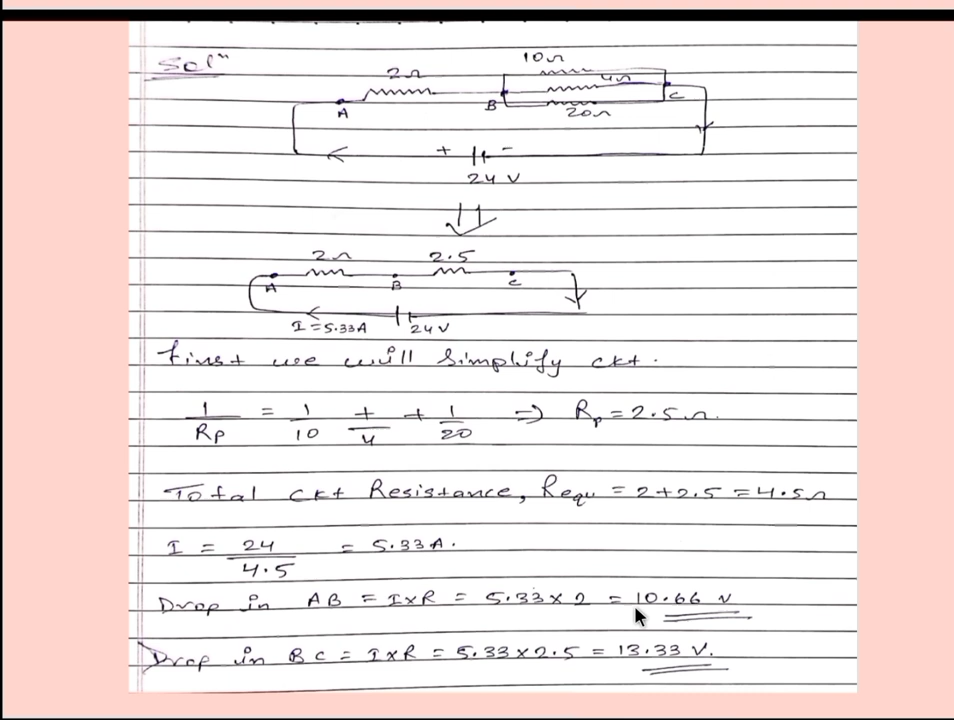 Solⁿ
10Ω
2Ω 4Ω
A B C
20Ω
+ -
24 V
2Ω 2.5
A B C
I = 5.33A 24V
First we will Simplify ckt.
1/Rp = 1/10 + 1/4 + 1/20 => Rp = 2.5Ω.
Total ckt Resistance, Requ = 2+2.5 = 4.5Ω
I = 24/4.5 = 5.33A.
Drop in AB = I×R = 5.33×2 = 10.66 V
Drop in BC = I×R = 5.33×2.5 = 13.33 V.